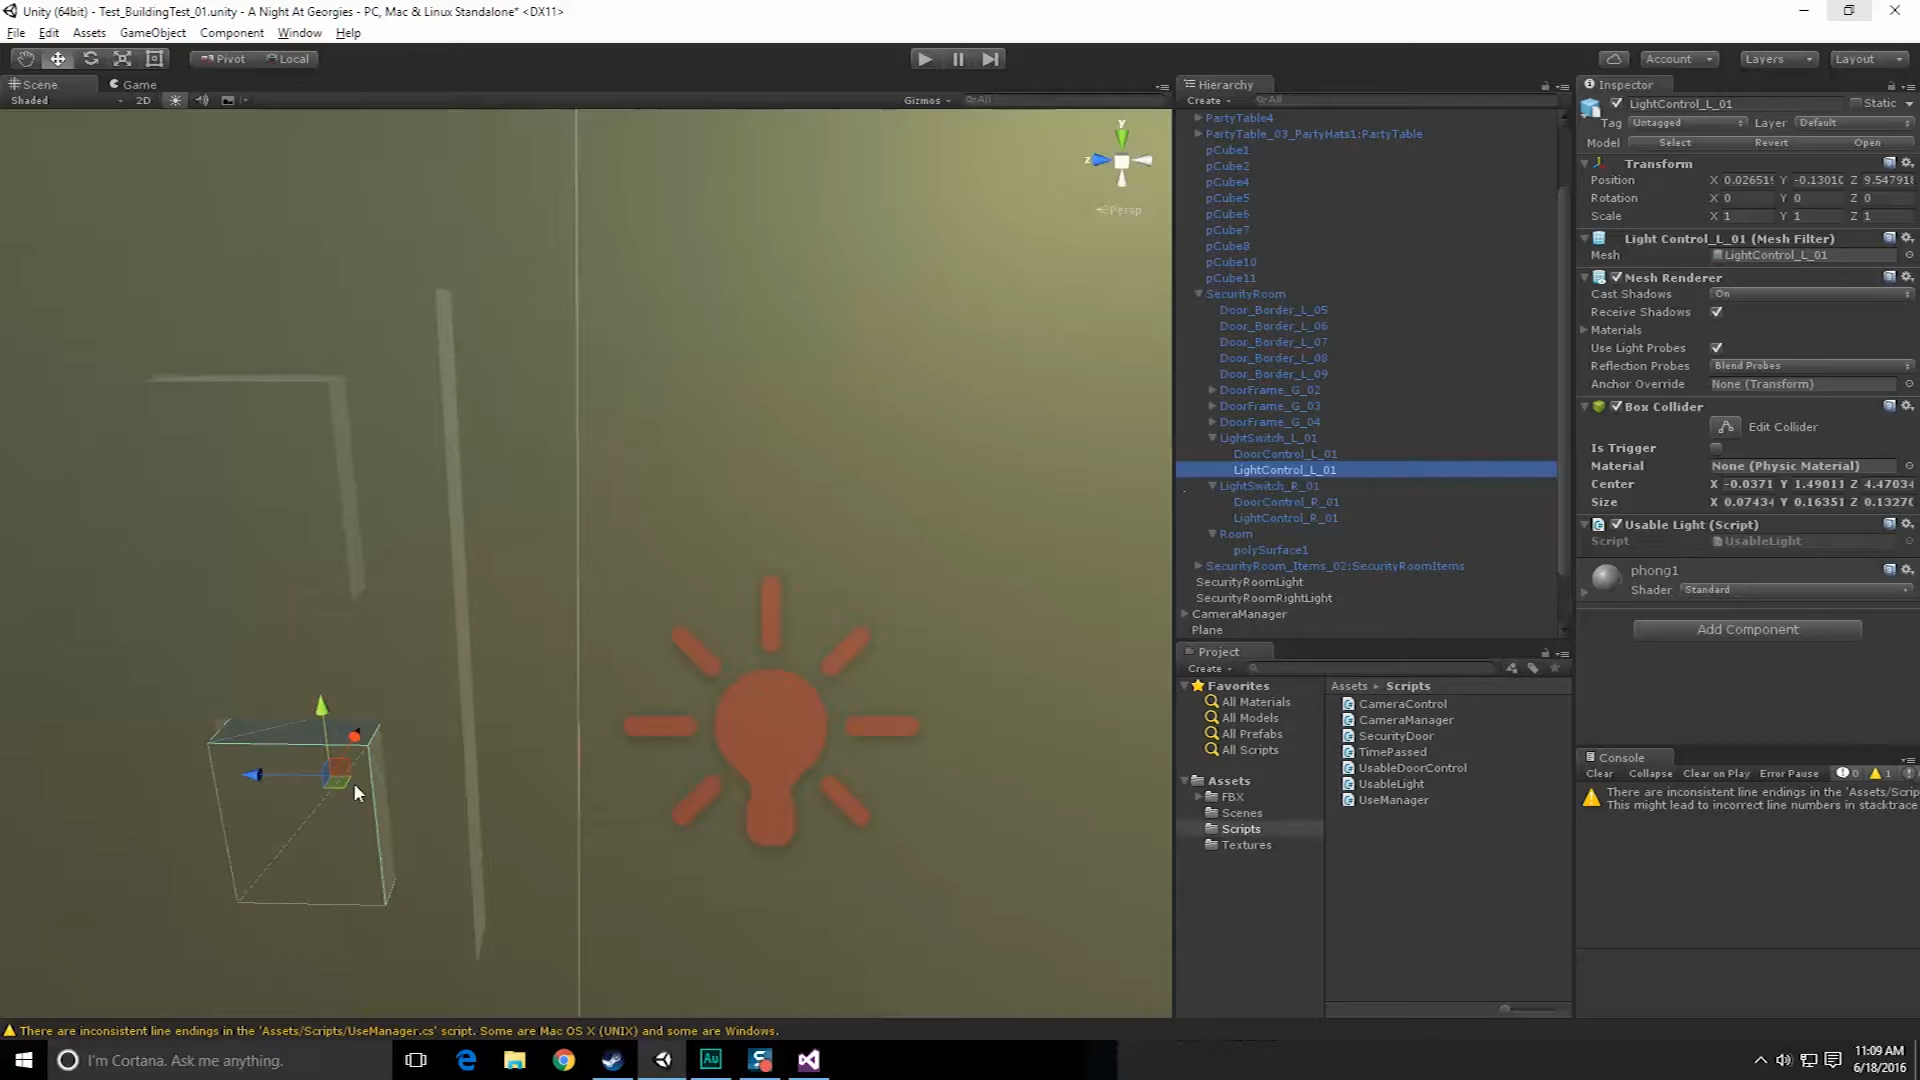 Unity (64bit) - Test_BuildingTest_01.unity - A Night At Georgies - PC, Mac & Linux Standalone* <DX11>
File Edit Assets GameObject Component Window Help
Pivot Local Account Layers Layout
Scene Game
Shaded 2D Gizmos All
y
z
Persp
Hierarchy
Create All
PartyTable4
PartyTable_03_PartyHats1:PartyTable
pCube1
pCube2
pCube4
pCube5
pCube6
pCube7
pCube8
pCube10
pCube11
SecurityRoom
Door_Border_L_05
Door_Border_L_06
Door_Border_L_07
Door_Border_L_08
Door_Border_L_09
DoorFrame_G_02
DoorFrame_G_03
DoorFrame_G_04
LightSwitch_L_01
DoorControl_L_01
LightControl_L_01
LightSwitch_R_01
DoorControl_R_01
LightControl_R_01
Room
polySurface1
SecurityRoom_Items_02:SecurityRoomItems
SecurityRoomLight
SecurityRoomRightLight
CameraManager
Plane
Project
Create
Favorites
All Materials
All Models
All Prefabs
All Scripts
Assets
FBX
Scenes
Scripts
Textures
Assets Scripts
CameraControl
CameraManager
SecurityDoor
TimePassed
UsableDoorControl
UsableLight
UseManager
Inspector
LightControl_L_01 Static
Tag Untagged Layer Default
Model Select Revert Open
Transform
Position X 0.02651 Y -0.1301 Z 9.54791
Rotation X 0 Y 0 Z 0
Scale X 1 Y 1 Z 1
Light Control_L_01 (Mesh Filter)
Mesh LightControl_L_01
Mesh Renderer
Cast Shadows On
Receive Shadows
Materials
Use Light Probes
Reflection Probes Blend Probes
Anchor Override None (Transform)
Box Collider
Edit Collider
Is Trigger
Material None (Physic Material)
Center X -0.0371 Y 1.49011 Z 4.47034
Size X 0.07434 Y 0.16351 Z 0.1327
Usable Light (Script)
Script UsableLight
phong1
Shader Standard
Add Component
Console
Clear Collapse Clear on Play Error Pause 0 1
There are inconsistent line endings in the 'Assets/Scrip
This might lead to incorrect line numbers in stacktrace
There are inconsistent line endings in the 'Assets/Scripts/UseManager.cs' script. Some are Mac OS X (UNIX) and some are Windows.
I'm Cortana. Ask me anything.
Au
11:09 AM
6/18/2016